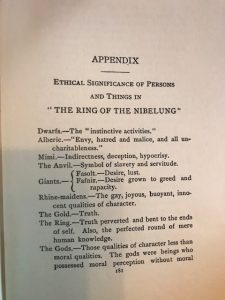 APPENDIX
ETHICAL SIGNIFICANCE OF PERSONS
AND THINGS IN
"THE RING OF THE NIBELUNG"
Dwarfs.—The "instinctive activities."
Alberic.—"Envy, hatred and malice, and all un-
charitableness."
Mimi.—Indirectness, deception, hypocrisy.
The Anvil.—Symbol of slavery and servitude.
Giants.— { Fasolt.—Desire, lust.
Fafnir.—Desire grown to greed and
rapacity.
Rhine-maidens.—The gay, joyous, buoyant, inno-
cent qualities of character.
The Gold.—Truth.
The Ring.—Truth perverted and bent to the ends
of self. Also, the perfected round of mere
human knowledge.
The Gods.—Those qualities of character less than
moral qualities. The gods were beings who
possessed moral perception without moral
181